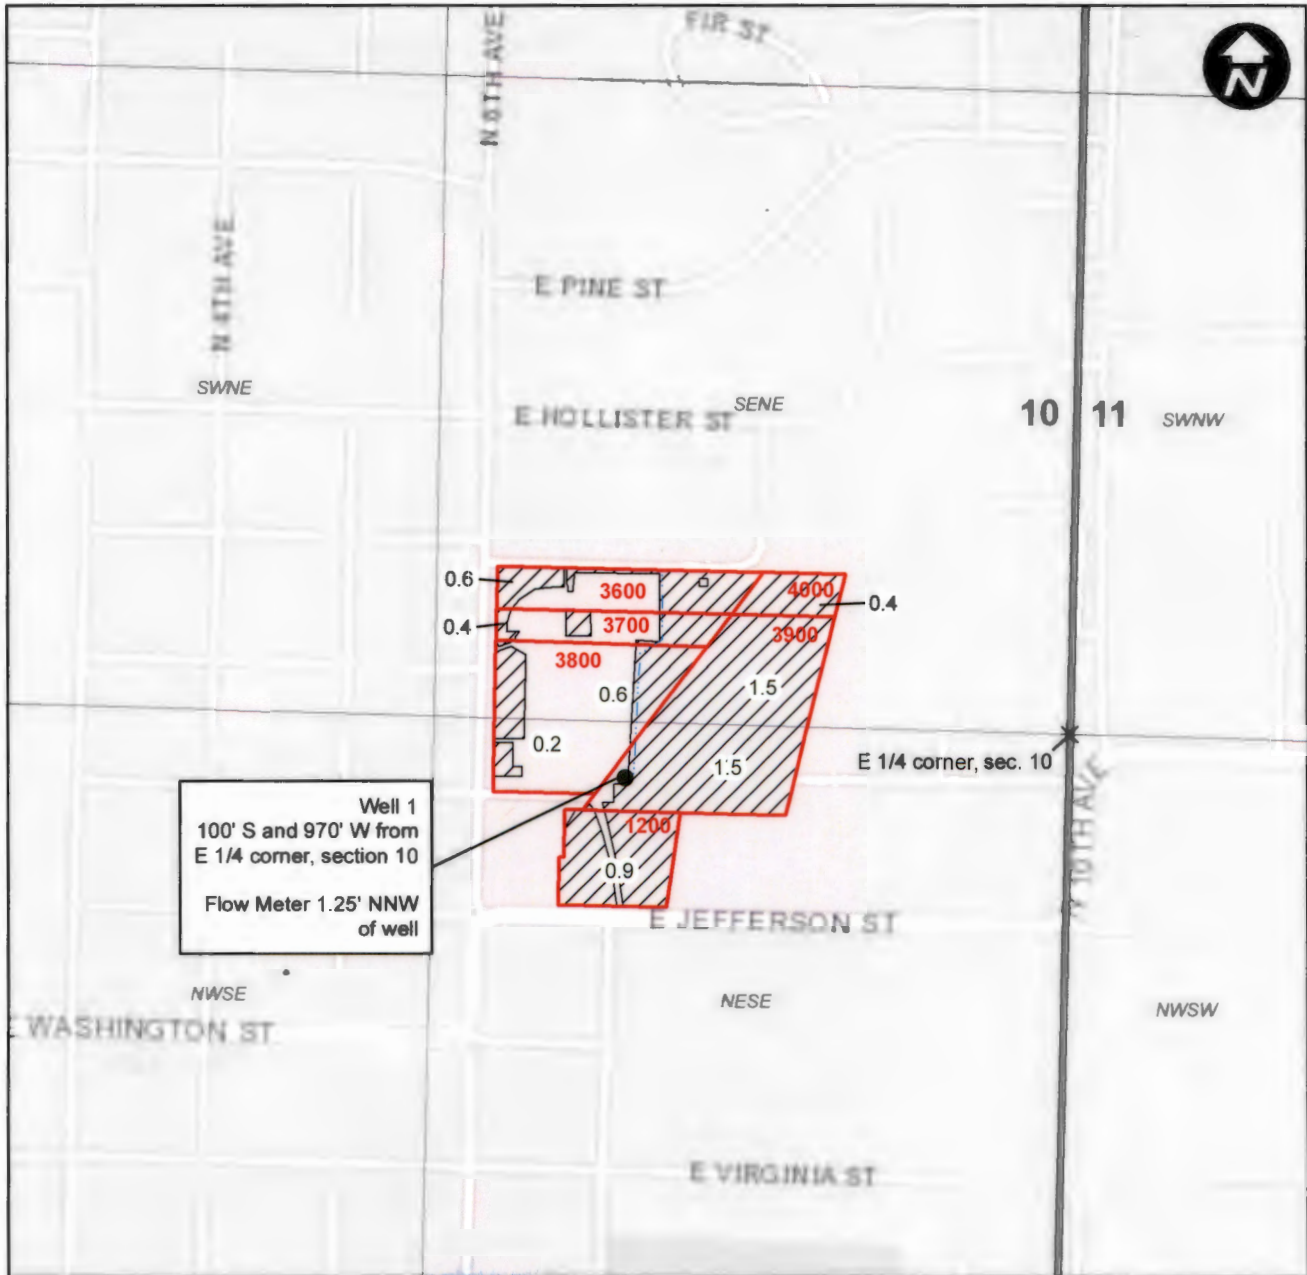 FIR ST
N
N 6TH AVE
N 4TH AVE
E PINE ST
SWNE
SENE
E HOLLISTER ST
10
11
SWNW
0.6
3600
4000
0.4
0.4
3700
3900
3800
0.6
1.5
0.2
1.5
E 1/4 corner, sec. 10
Well 1
100' S and 970' W from
E 1/4 corner, section 10
Flow Meter 1.25' NNW
of well
1200
0.9
N 10TH AVE
E JEFFERSON ST
NWSE
NESE
NWSW
E WASHINGTON ST
E VIRGINIA ST